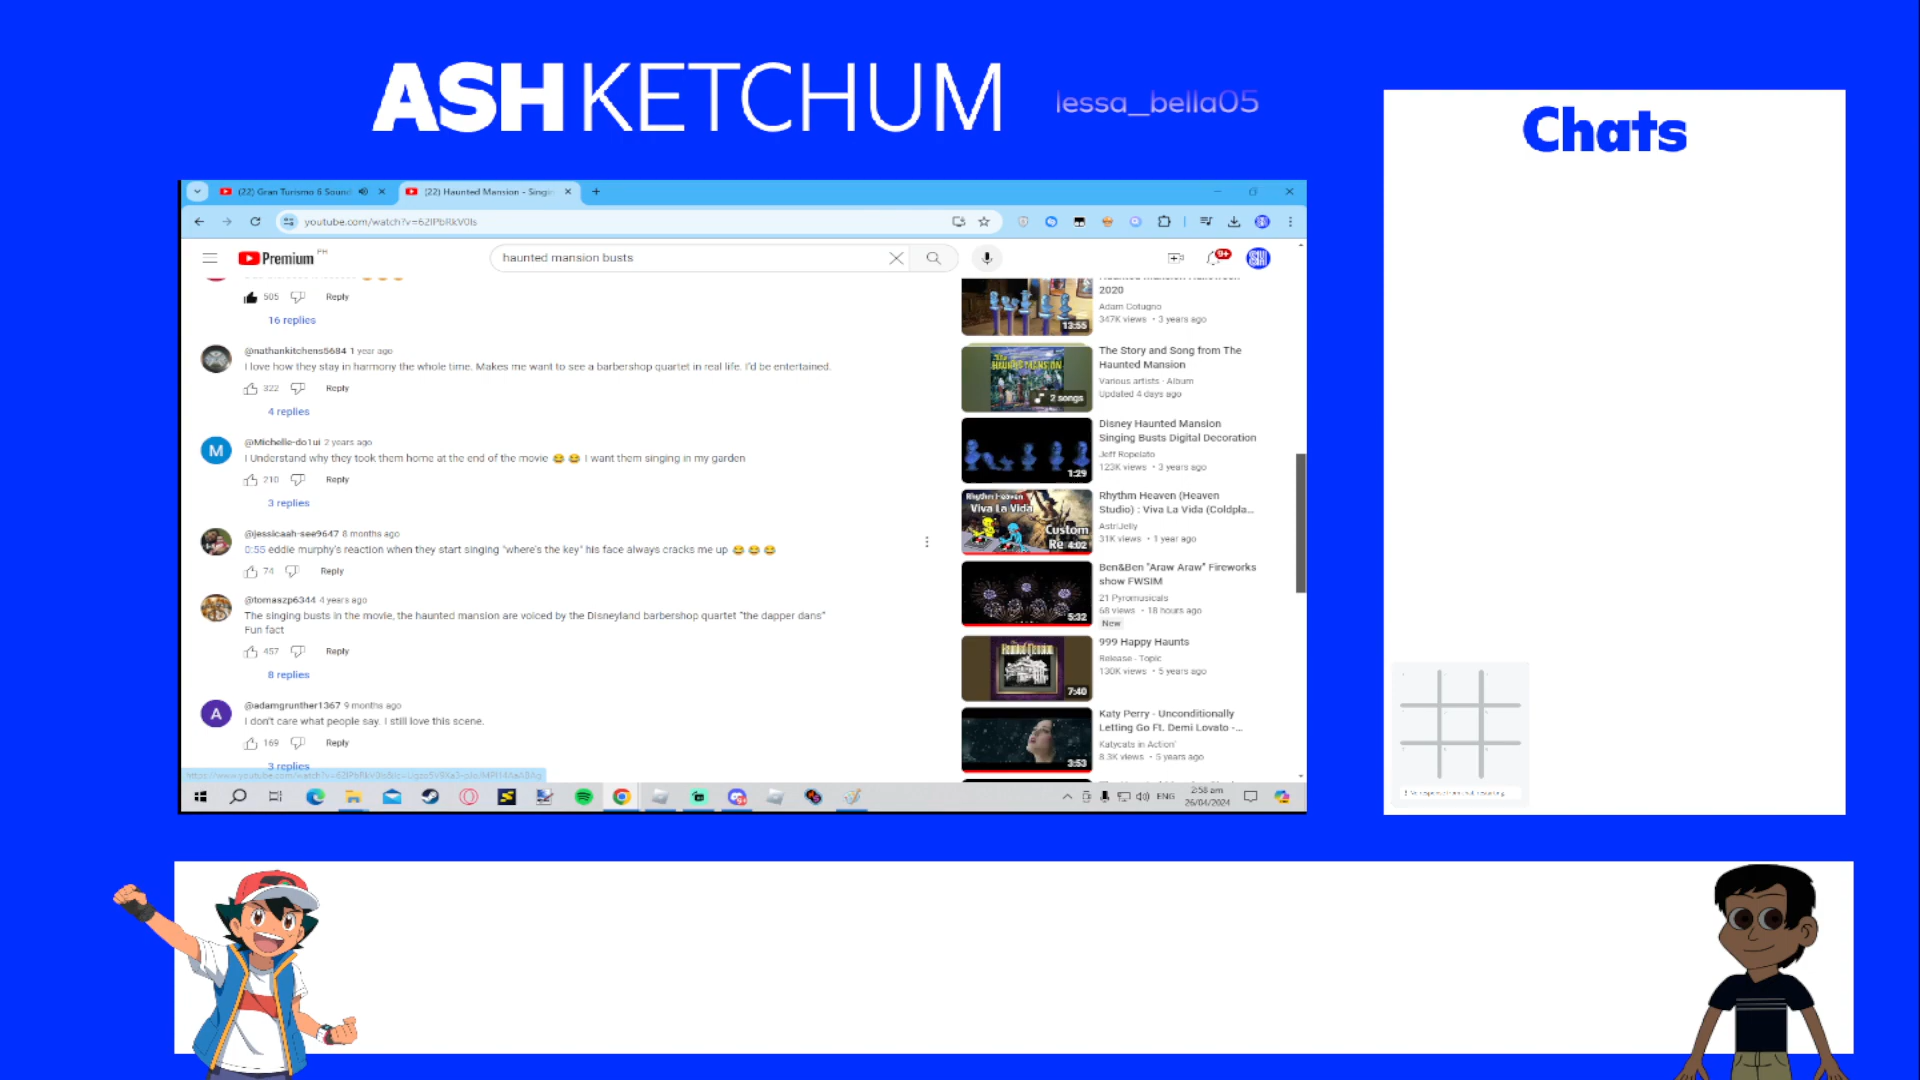 ASH KETCHUM
lessa_bella05
Chats
(22) Gran Turismo 6 Sound
(22) Haunted Mansion - Singin
youtube.com/watch?v=62IPbRkV0Is
Premium PH
haunted mansion busts
9+
505 Reply
16 replies
@nathankitchens5684 1 year ago
I love how they stay in harmony the whole time. Makes me want to see a barbershop quartet in real life. I'd be entertained.
322 Reply
4 replies
M
@Michelle-do1ui 2 years ago
I Understand why they took them home at the end of the movie 😂 😂 I want them singing in my garden
210 Reply
3 replies
@jessicaah-see9647 8 months ago
0:55 eddie murphy's reaction when they start singing "where's the key" his face always cracks me up 😂 😂 😂
74 Reply
@tomaszp6344 4 years ago
The singing busts in the movie, the haunted mansion are voiced by the Disneyland barbershop quartet "the dapper dans"
Fun fact
457 Reply
8 replies
A
@adamgrunther1367 9 months ago
I don't care what people say. I still love this scene.
169 Reply
3 replies
2020
Adam Cotugno
347K views • 3 years ago
13:55
The Story and Song from The
Haunted Mansion
Various artists · Album
Updated 4 days ago
2 songs
Disney Haunted Mansion
Singing Busts Digital Decoration
Jeff Ropelato
123K views • 3 years ago
1:29
Rhythm Heaven (Heaven
Studio) : Viva La Vida (Coldpla...
AstriJelly
31K views • 1 year ago
Rhythm Heaven
Viva La Vida
Custom
Re 4:02
Ben&Ben "Araw Araw" Fireworks
show FWSIM
21 Pyromusicals
68 views • 18 hours ago
New
5:32
999 Happy Haunts
Release - Topic
130K views • 5 years ago
7:40
Katy Perry - Unconditionally
Letting Go Ft. Demi Lovato -...
Katycats in Action'
8.3K views • 5 years ago
3:53
ENG
2:58 am
26/04/2024